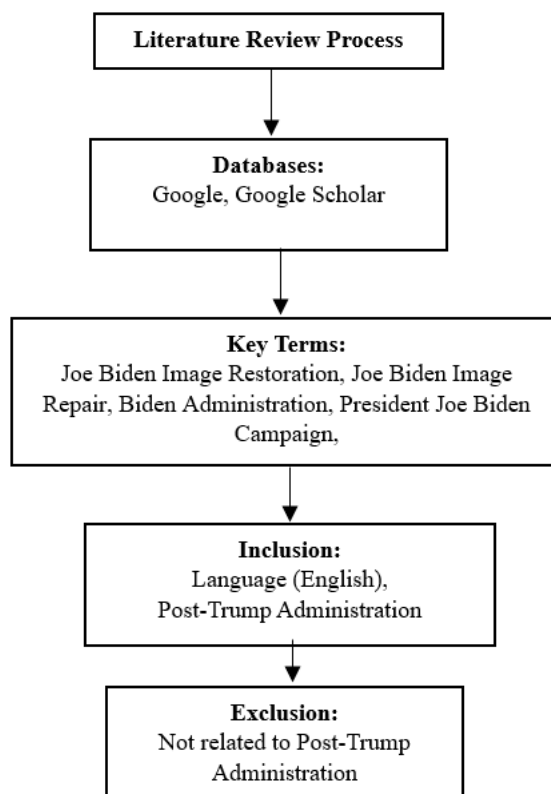 Literature Review Process
Databases:
Google, Google Scholar
Key Terms:
Joe Biden Image Restoration, Joe Biden Image
Repair, Biden Administration, President Joe Biden
Campaign,
Inclusion:
Language (English),
Post-Trump Administration
Exclusion:
Not related to Post-Trump
Administration